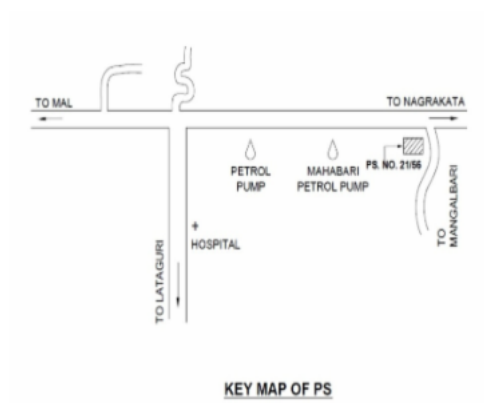 TO MAL
TO NAGRAKATA
PETROL
PUMP
MAHABARI
PETROL PUMP
PS. NO. 21/56
TO
MANGALBARI
HOSPITAL
TO LATAGURI
KEY MAP OF PS